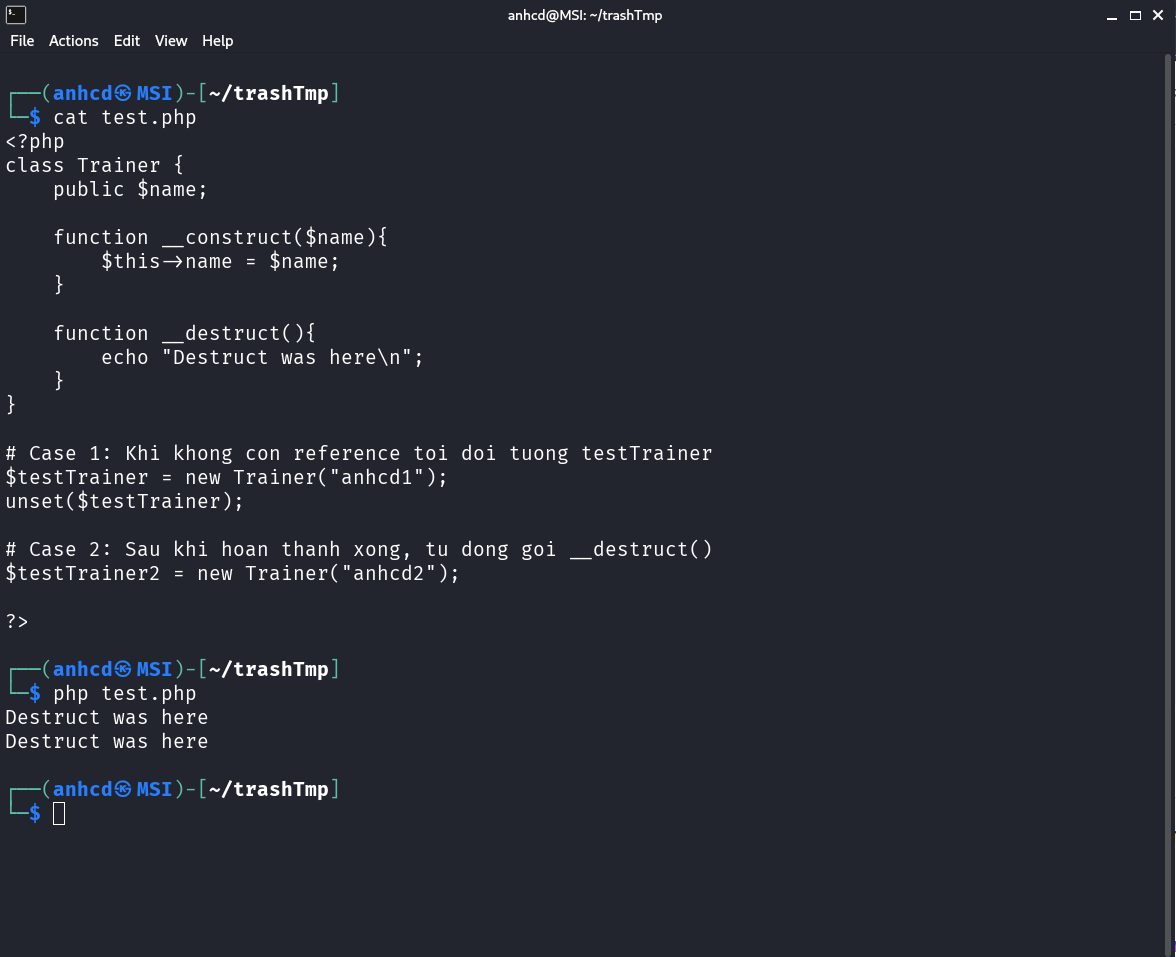 anhcd@MSI: ~/trashTmp
File Actions Edit View Help
┌──(anhcd㉿MSI)-[~/trashTmp]
└─$ cat test.php
<?php
class Trainer {
    public $name;
    function __construct($name){
        $this->name = $name;
    }
    function __destruct(){
        echo "Destruct was here\n";
    }
}
# Case 1: Khi khong con reference toi doi tuong testTrainer
$testTrainer = new Trainer("anhcd1");
unset($testTrainer);
# Case 2: Sau khi hoan thanh xong, tu dong goi __destruct()
$testTrainer2 = new Trainer("anhcd2");
?>
┌──(anhcd㉿MSI)-[~/trashTmp]
└─$ php test.php
Destruct was here
Destruct was here
┌──(anhcd㉿MSI)-[~/trashTmp]
└─$